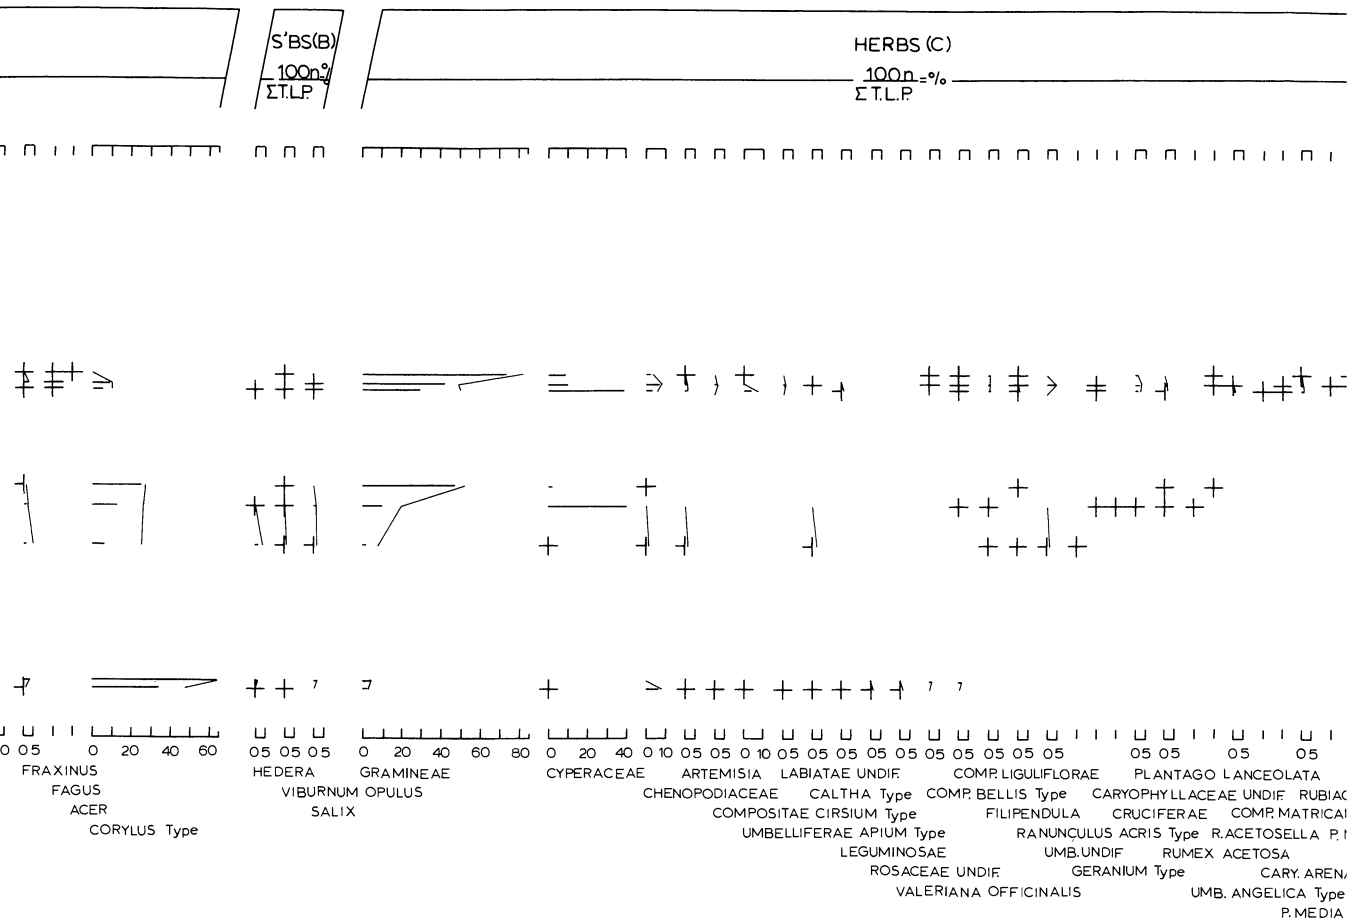 S'BS(B)
HERBS (C)
100n=%
ΣT.L.P.
100n=%
ΣT.L.P.
0 05 0 20 40 60 05 05 05 0 20 40 60 80 0 20 40 0 10 05 05 0 10 05 05 05 05 05 05 05 05 05 05 05 05 05
FRAXINUS HEDERA GRAMINEAE CYPERACEAE ARTEMISIA LABIATAE UNDIF. COMP. LIGULIFLORAE PLANTAGO LANCEOLATA
FAGUS VIBURNUM OPULUS CHENOPODIACEAE CALTHA Type COMP. BELLIS Type CARYOPHYLLACEAE UNDIF. RUBIAC
ACER SALIX COMPOSITAE CIRSIUM Type FILIPENDULA CRUCIFERAE COMP. MATRICAI
CORYLUS Type UMBELLIFERAE APIUM Type RANUNCULUS ACRIS Type R.ACETOSELLA P.
LEGUMINOSAE UMB.UNDIF RUMEX ACETOSA
ROSACEAE UNDIF. GERANIUM Type CARY. AREN
VALERIANA OFFICINALIS UMB. ANGELICA Type
P. MEDIA